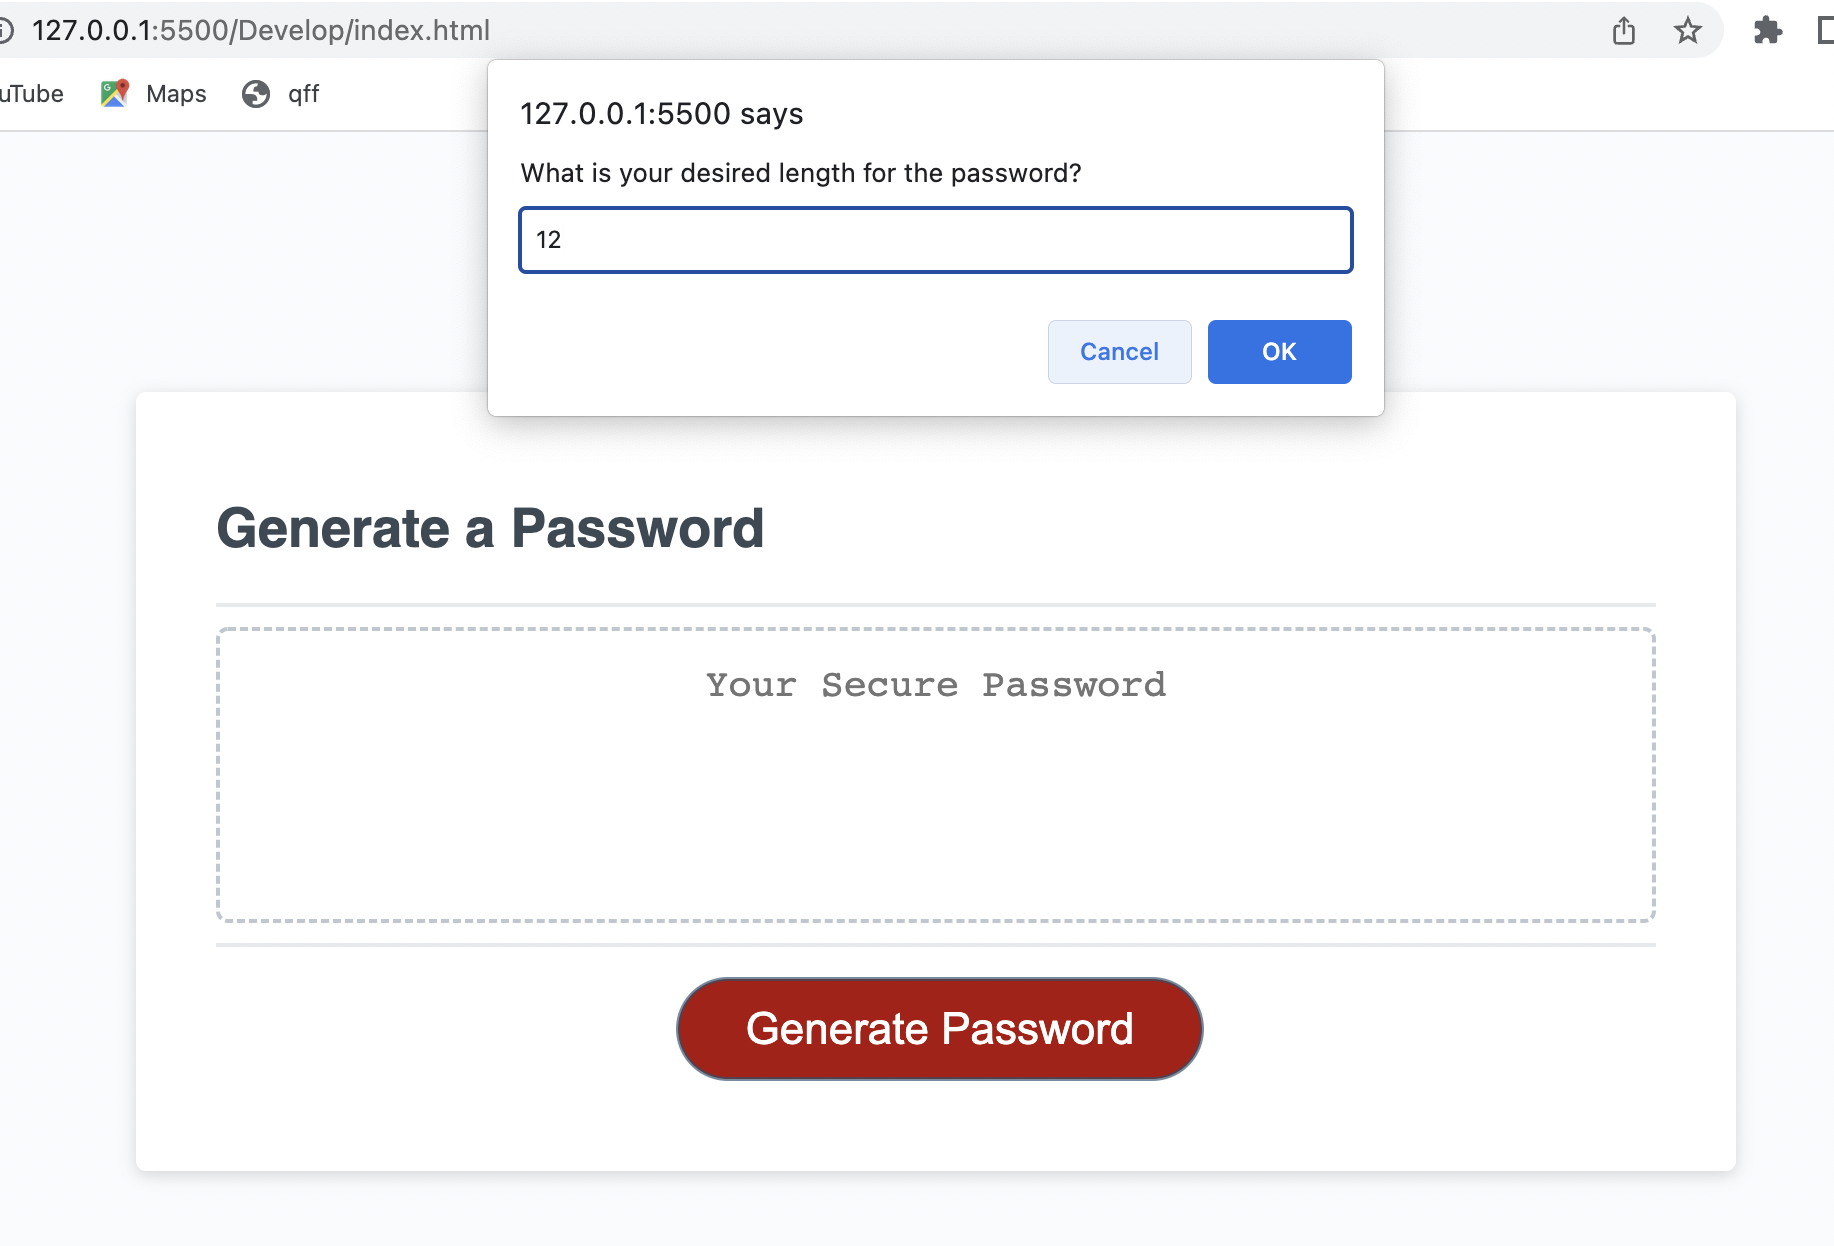 127.0.0.1:5500/Develop/index.html
uTube Maps qff
127.0.0.1:5500 says
What is your desired length for the password?
12
Cancel OK
Generate a Password
Your Secure Password
Generate Password